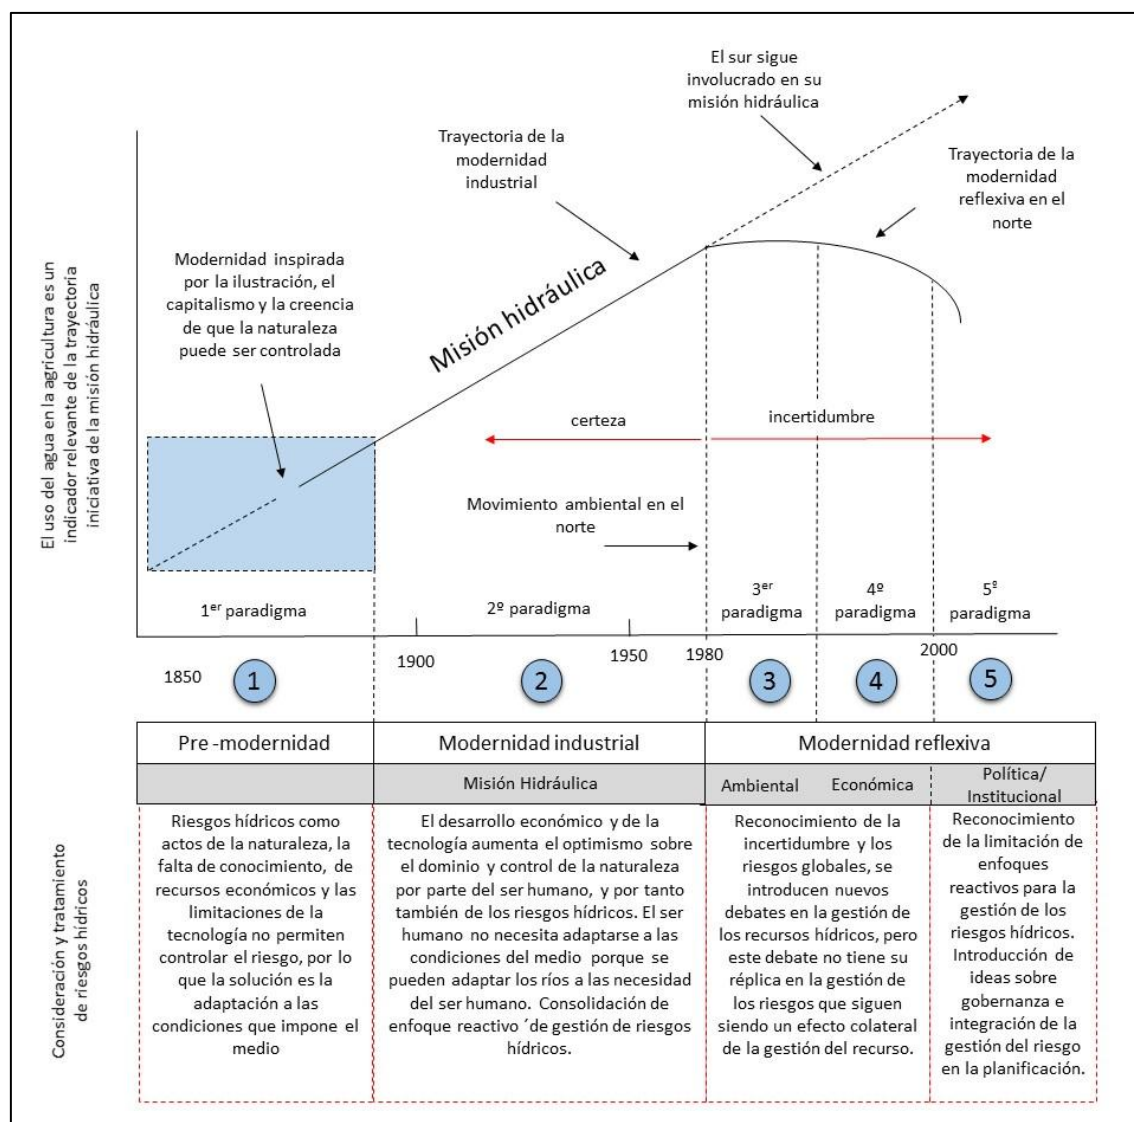 El sur sigue
involucrado en su
misión hidráulica
Trayectoria de la
modernidad
industrial
Trayectoria de la
modernidad
reflexiva en el
norte
Modernidad inspirada
por la ilustración, el
capitalismo y la creencia
de que la naturaleza
puede ser controlada
Misión hidráulica
El uso del agua en la agricultura es un
indicador relevante de la trayectoria
iniciativa de la misión hidráulica
certeza
incertidumbre
Movimiento ambiental en el
norte
1er paradigma
2º paradigma
3er
paradigma
4º
paradigma
5º
paradigma
1850
1900
1950
1980
2000
1
2
3
4
5
Pre -modernidad
Modernidad industrial
Modernidad reflexiva
Misión Hidráulica
Ambiental
Económica
Política/
Institucional
Consideración y tratamiento
de riesgos hídricos
Riesgos hídricos como
actos de la naturaleza, la
falta de conocimiento, de
recursos económicos y las
limitaciones de la
tecnología no permiten
controlar el riesgo, por lo
que la solución es la
adaptación a las
condiciones que impone el
medio
El desarrollo económico y de la
tecnología aumenta el optimismo sobre
el dominio y control de la naturaleza
por parte del ser humano, y por tanto
también de los riesgos hídricos. El ser
humano no necesita adaptarse a las
condiciones del medio porque se
pueden adaptar los ríos a las necesidad
del ser humano. Consolidación de
enfoque reactivo ´de gestión de riesgos
hídricos.
Reconocimiento de la
incertidumbre y los
riesgos globales, se
introducen nuevos
debates en la gestión de
los recursos hídricos, pero
este debate no tiene su
réplica en la gestión de
los riesgos que siguen
siendo un efecto colateral
de la gestión del recurso.
Reconocimiento
de la limitación de
enfoques
reactivos para la
gestión de los
riesgos hídricos.
Introducción de
ideas sobre
gobernanza e
integración de la
gestión del riesgo
en la planificación.